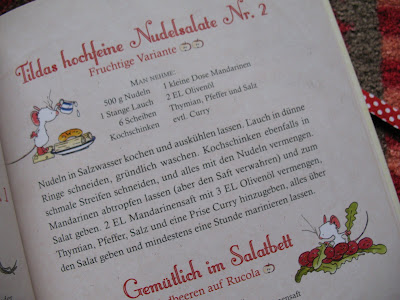 Tildas hochfeine Nudelsalate Nr. 2
Fruchtige Variante
MAN NEHME:
500 g Nudeln 1 kleine Dose Mandarinen
1 Stange Lauch 2 EL Olivenöl
6 Scheiben Thymian, Pfeffer und Salz
Kochschinken evtl. Curry
Nudeln in Salzwasser kochen und auskühlen lassen. Lauch in dünne
Ringe schneiden, gründlich waschen. Kochschinken ebenfalls in
schmale Streifen schneiden, und alles mit den Nudeln vermengen.
Mandarinen abtropfen lassen (aber den Saft verwahren) und zum
Salat geben. 2 EL Mandarinensaft mit 3 EL Olivenöl vermengen,
Thymian, Pfeffer, Salz und eine Prise Curry hinzugeben, alles über
den Salat geben und mindestens eine Stunde marinieren lassen.
Gemütlich im Salatbett
dbeeren auf Rucola